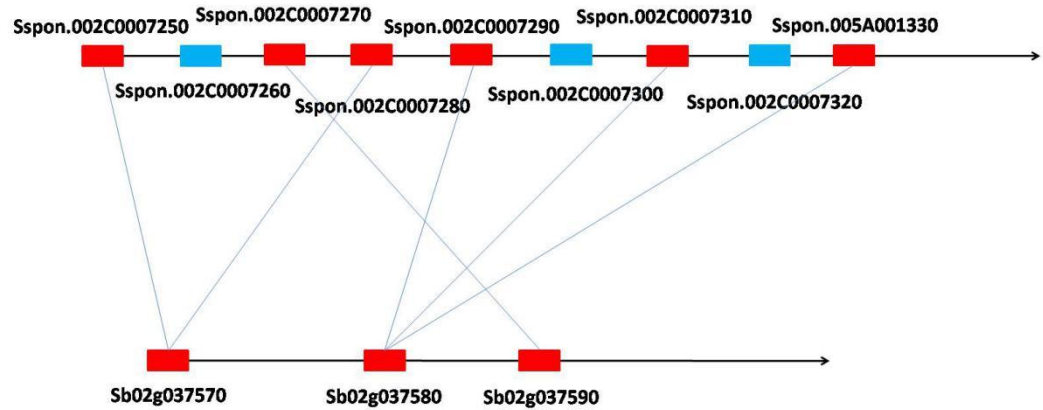 Sspon.002C0007250
Sspon.002C0007270
Sspon.002C0007290
Sspon.002C0007310
Sspon.005A001330
Sspon.002C0007260
Sspon.002C0007280
Sspon.002C0007300
Sspon.002C0007320
Sb02g037570
Sb02g037580
Sb02g037590